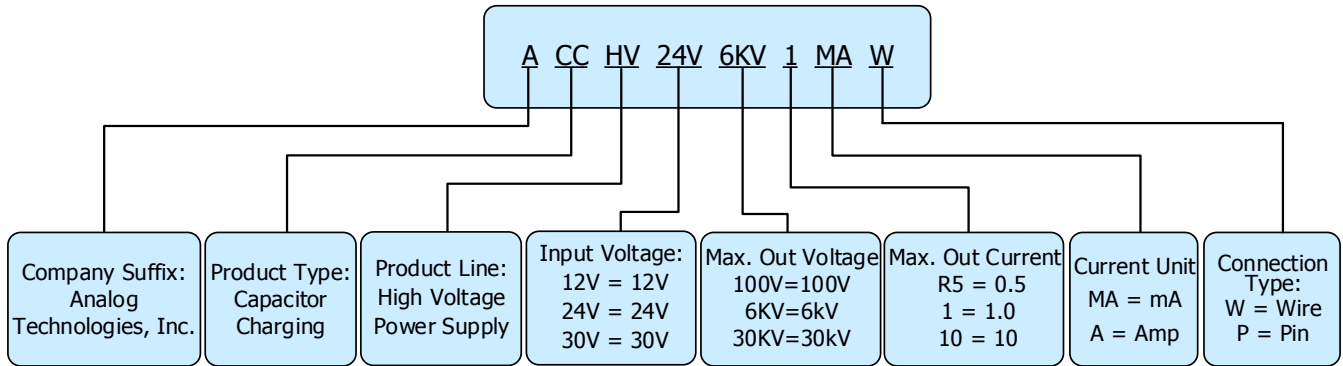 A CC HV 24V 6KV 1 MA W
Company Suffix:
Analog
Technologies, Inc.
Product Type:
Capacitor
Charging
Product Line:
High Voltage
Power Supply
Input Voltage:
12V = 12V
24V = 24V
30V = 30V
Max. Out Voltage
100V=100V
6KV=6kV
30KV=30kV
Max. Out Current
R5 = 0.5
1 = 1.0
10 = 10
Current Unit
MA = mA
A = Amp
Connection
Type:
W = Wire
P = Pin